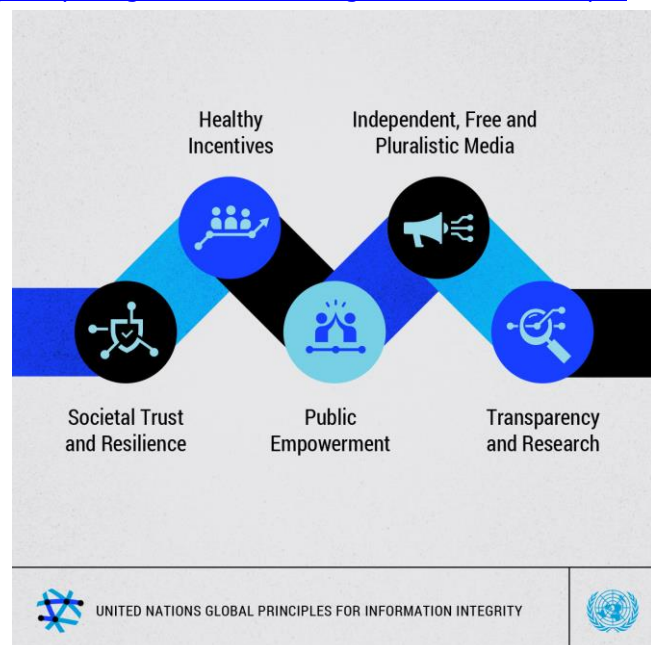 Healthy
Incentives
Independent, Free and
Pluralistic Media
Societal Trust
and Resilience
Public
Empowerment
Transparency
and Research
UNITED NATIONS GLOBAL PRINCIPLES FOR INFORMATION INTEGRITY